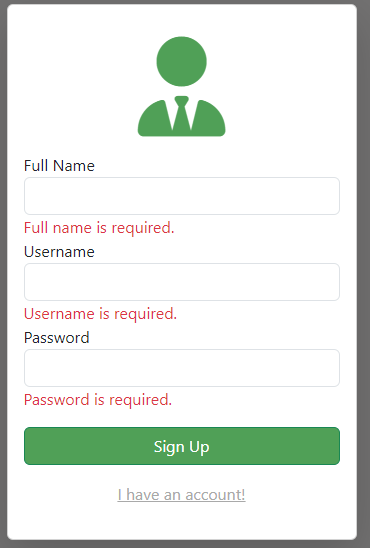 Full Name
Full name is required.
Username
Username is required.
Password
Password is required.
Sign Up
I have an account!